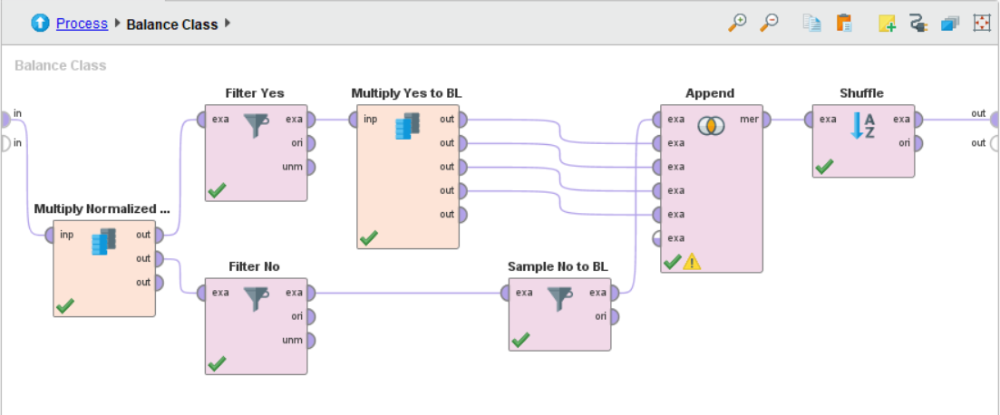 Process Balance Class
Balance Class
in
in
Filter Yes
exa exa
ori
unm
Multiply Yes to BL
inp out
out
out
out
out
Append
exa mer
exa
exa
exa
exa
exa
Shuffle
exa exa
ori
A
Z
out
out
Multiply Normalized ...
inp out
out
out
Filter No
exa exa
ori
unm
Sample No to BL
exa exa
ori